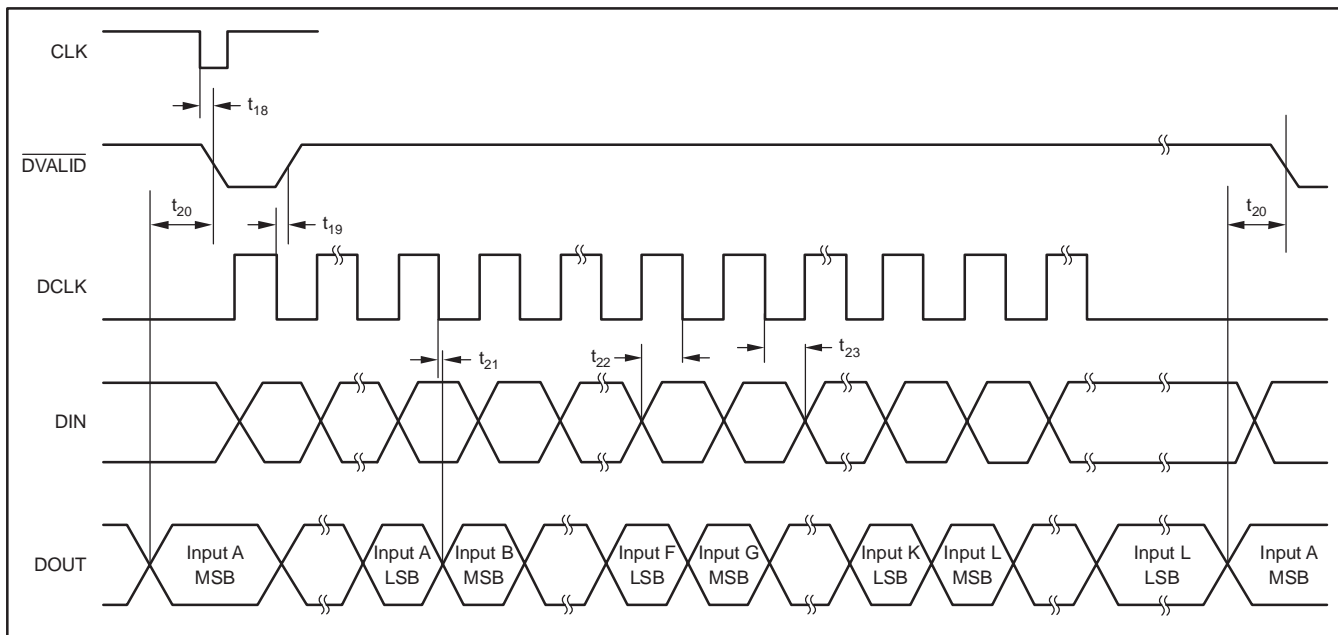 CLK
t18
DVALID
t20
t19
t20
DCLK
t21
t22
t23
DIN
DOUT
Input A
MSB
Input A
LSB
Input B
MSB
Input F
LSB
Input G
MSB
Input K
LSB
Input L
MSB
Input L
LSB
Input A
MSB